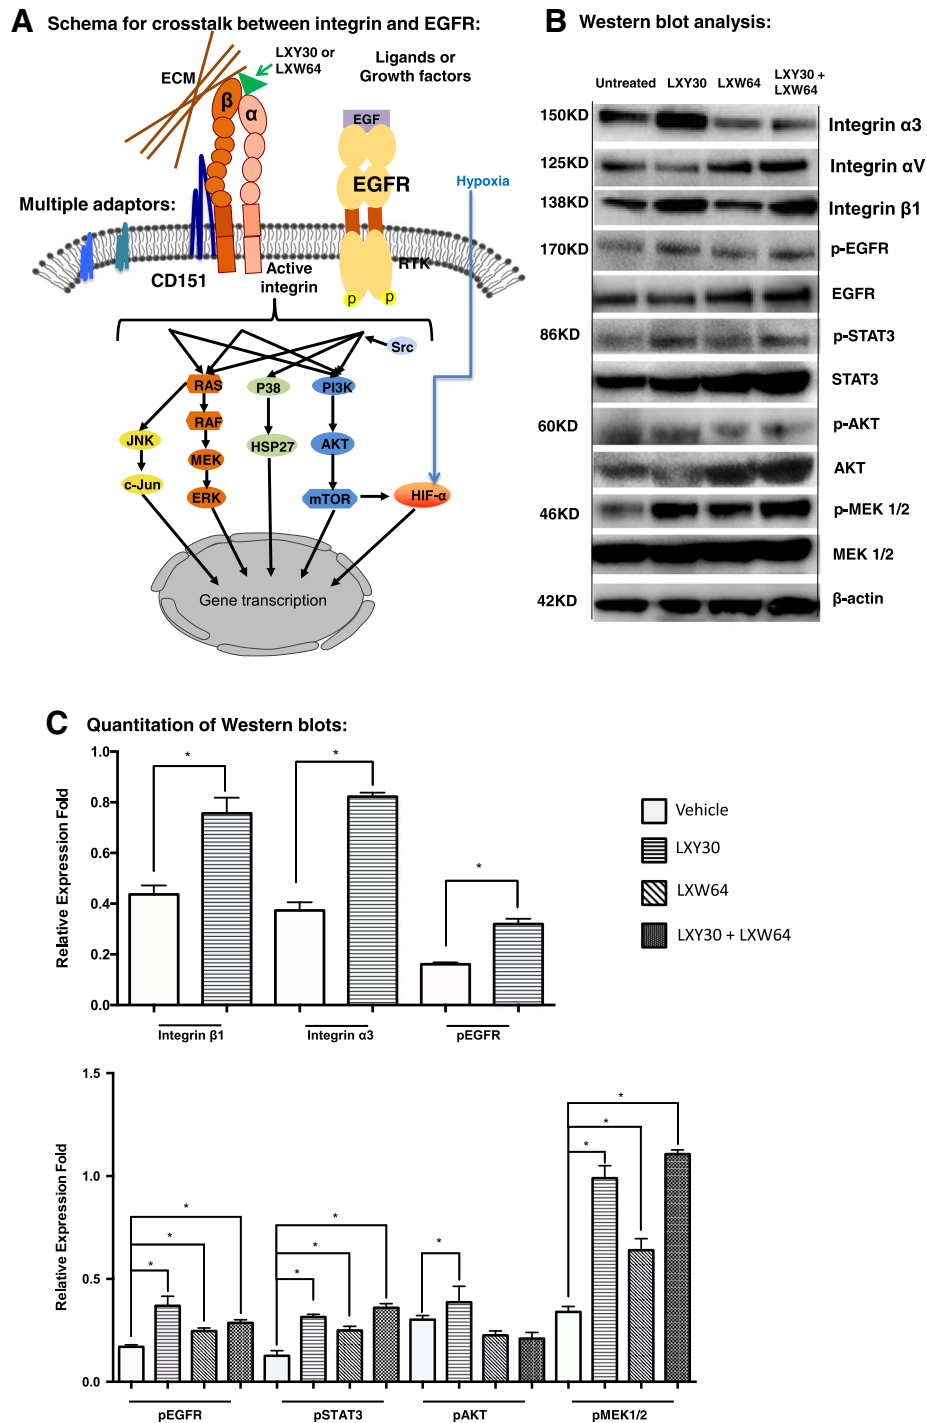 A Schema for crosstalk between integrin and EGFR:
LXY30 or
LXW64
ECM
β
α
Ligands or
Growth factors
EGF
EGFR
Hypoxia
Multiple adaptors:
CD151
Active
integrin
RTK
p
p
Src
RAS
P38
PI3K
RAF
JNK
HSP27
AKT
MEK
c-Jun
ERK
mTOR
HIF-α
Gene transcription
B Western blot analysis:
Untreated LXY30 LXW64 LXY30 +
LXW64
150KD Integrin α3
125KD Integrin αV
138KD Integrin β1
170KD p-EGFR
EGFR
86KD p-STAT3
STAT3
60KD p-AKT
AKT
46KD p-MEK 1/2
MEK 1/2
42KD β-actin
C Quantitation of Western blots:
Relative Expression Fold
1.0
0.8
0.6
0.4
0.2
0.0
* * *
Integrin β1 Integrin α3 pEGFR
Vehicle
LXY30
LXW64
LXY30 + LXW64
Relative Expression Fold
1.5
1.0
0.5
0.0
* * *
* * *
*
* * *
pEGFR pSTAT3 pAKT pMEK1/2